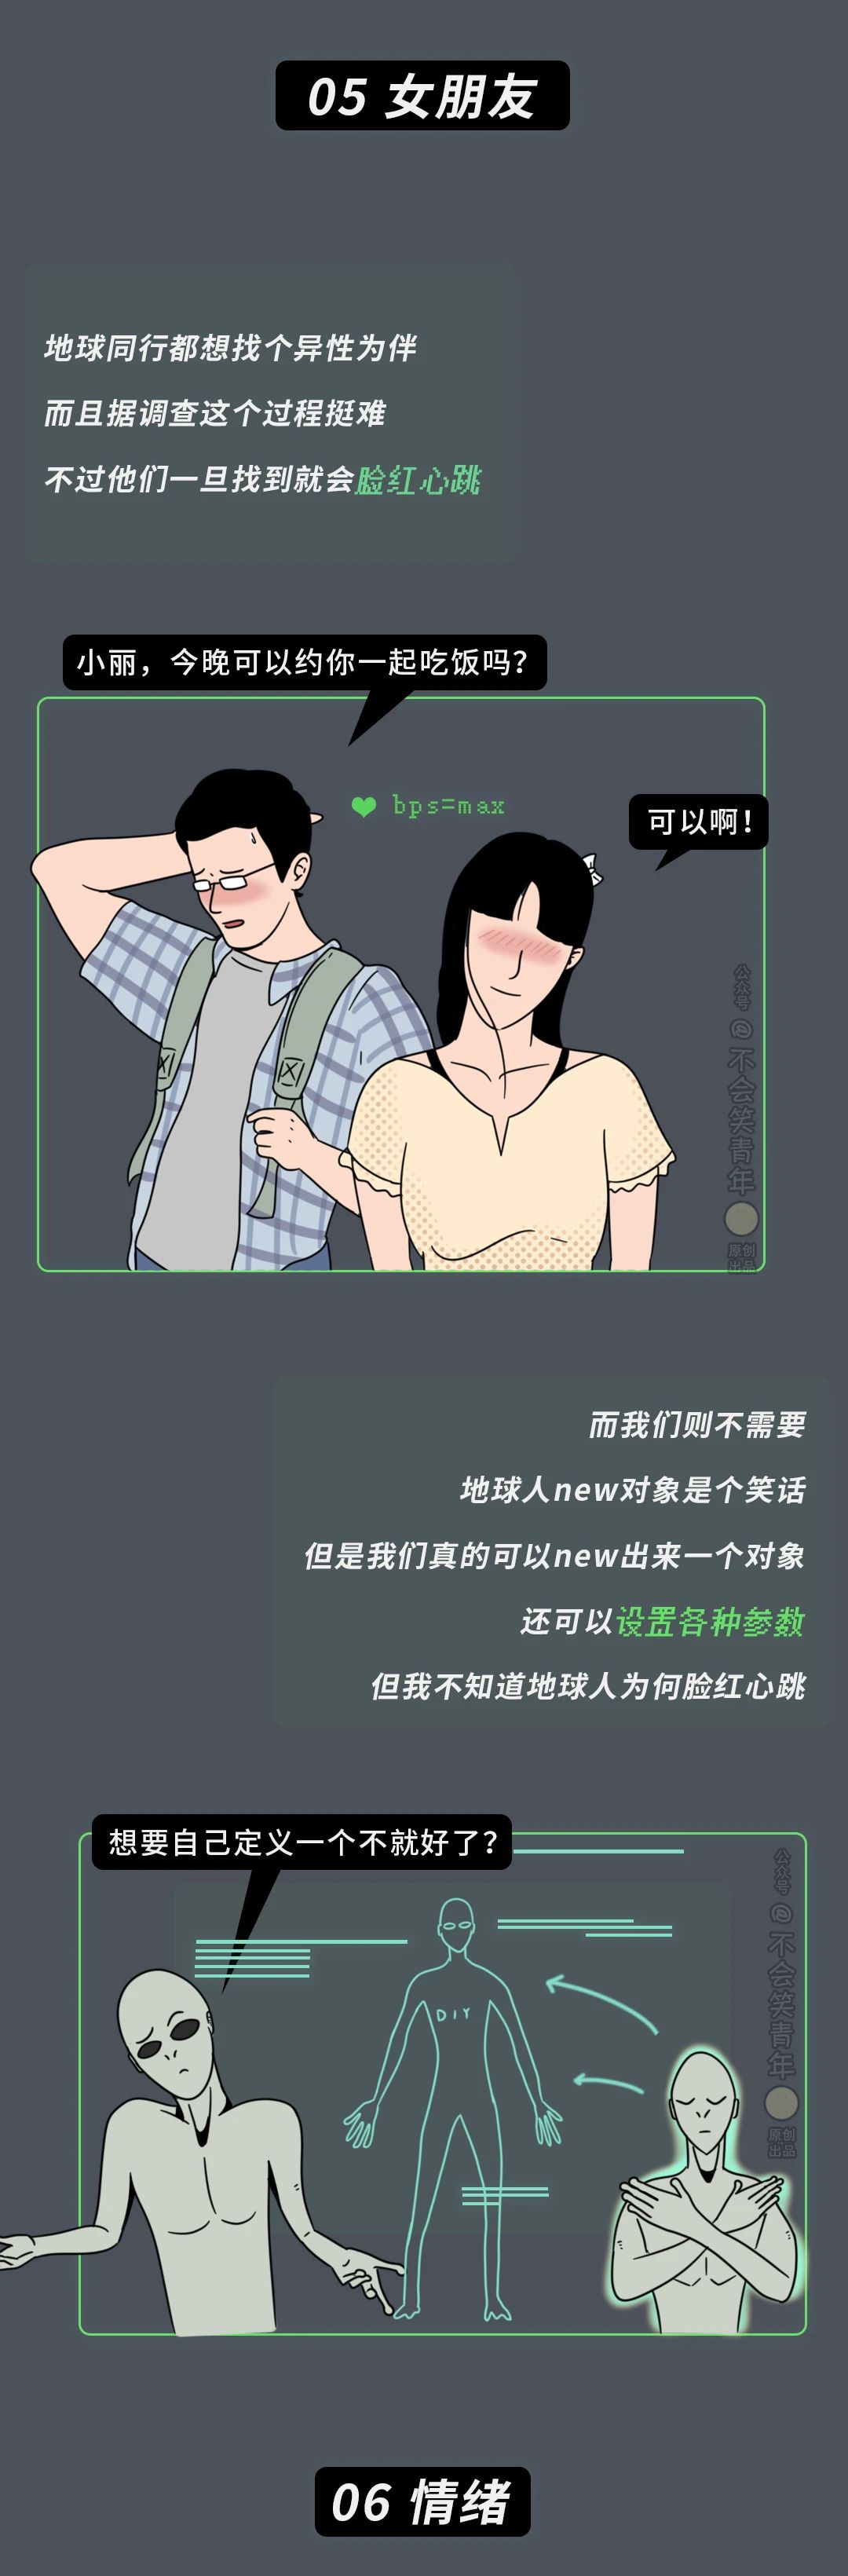 05 女朋友
地球同行都想找个异性为伴
而且据调查这个过程挺难
不过他们一旦找到就会脸红心跳
小丽，今晚可以约你一起吃饭吗？
bps=max
可以啊！
公众号@不会笑青年
原创
出品
而我们则不需要
地球人new对象是个笑话
但是我们真的可以new出来一个对象
还可以设置各种参数
但我不知道地球人为何脸红心跳
想要自己定义一个不就好了？
DIY
公众号@不会笑青年
原创
出品
06 情绪